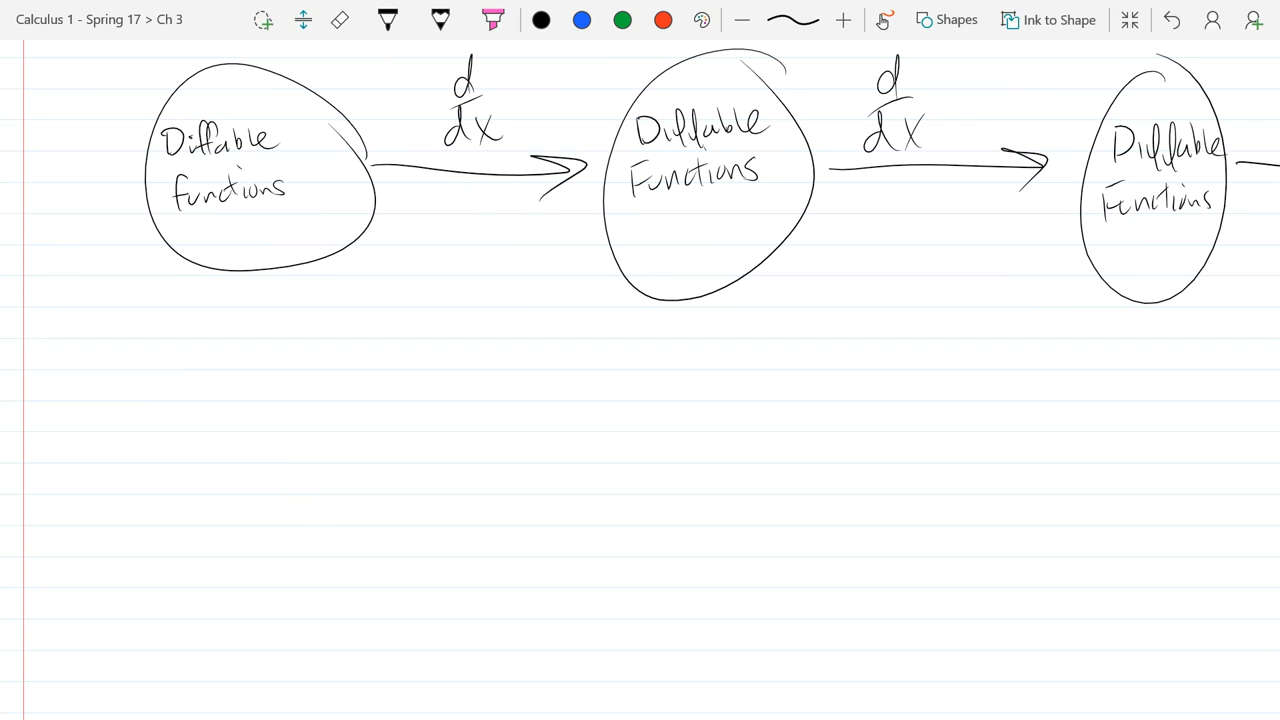 Calculus 1 - Spring 17 > Ch 3
Shapes
Ink to Shape
Diffable
functions
d
dx
Diffable
Functions
d
dx
Diffable
Functions